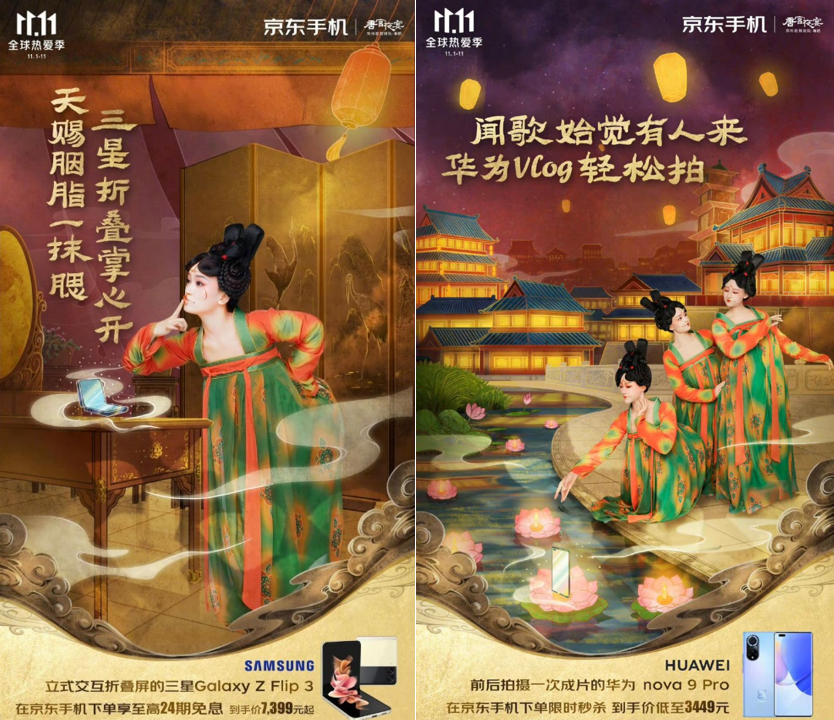 11.11
全球热爱季
11.1-11
京东手机
唐宫夜宴
天赐胭脂一抹腮
三星折叠掌心开
SAMSUNG
立式交互折叠屏的三星Galaxy Z Flip 3
在京东手机下单享至高24期免息 到手价7,399元起
11.11
全球热爱季
11.1-11
京东手机
唐宫夜宴
闻歌始觉有人来
华为Vlog轻松拍
HUAWEI
前后拍摄一次成片的华为 nova 9 Pro
在京东手机下单限时秒杀 到手价低至3449元